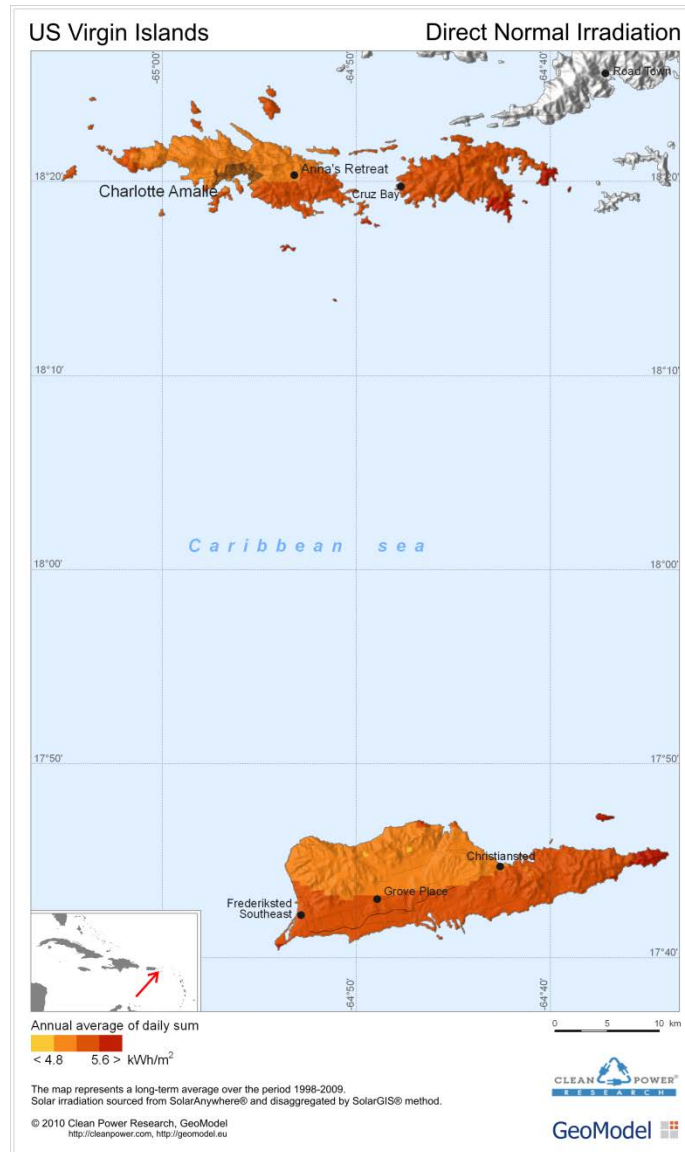 US Virgin Islands
Direct Normal Irradiation
-65°00'
-64°50'
-64°40'
Road Town
Anna's Retreat
18°20'
18°20'
Charlotte Amalie
Cruz Bay
18°10'
18°10'
Caribbean sea
18°00'
18°00'
17°50'
17°50'
Christiansted
Grove Place
Frederiksted
Southeast
17°40'
-64°50'
-64°40'
Annual average of daily sum
< 4.8 5.6 > kWh/m²
0 5 10 km
The map represents a long-term average over the period 1998-2009.
Solar irradiation sourced from SolarAnywhere® and disaggregated by SolarGIS® method.
© 2010 Clean Power Research, GeoModel
http://cleanpower.com, http://geomodel.eu
CLEAN POWER®
RESEARCH
GeoModel